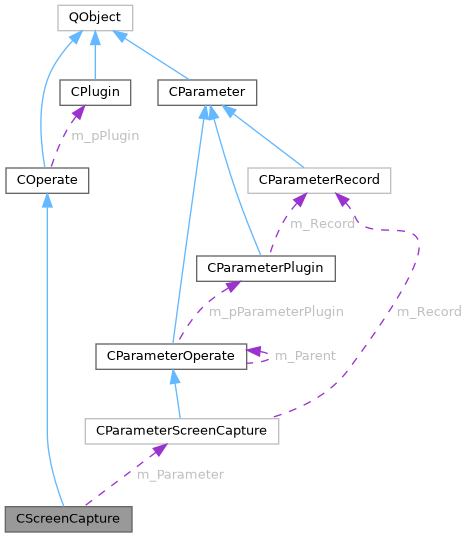 QObject
CPlugin
CParameter
m_pPlugin
COperate
CParameterRecord
m_Record
CParameterPlugin
m_pParameterPlugin
m_Record
CParameterOperate
m_Parent
CParameterScreenCapture
m_Parameter
CScreenCapture